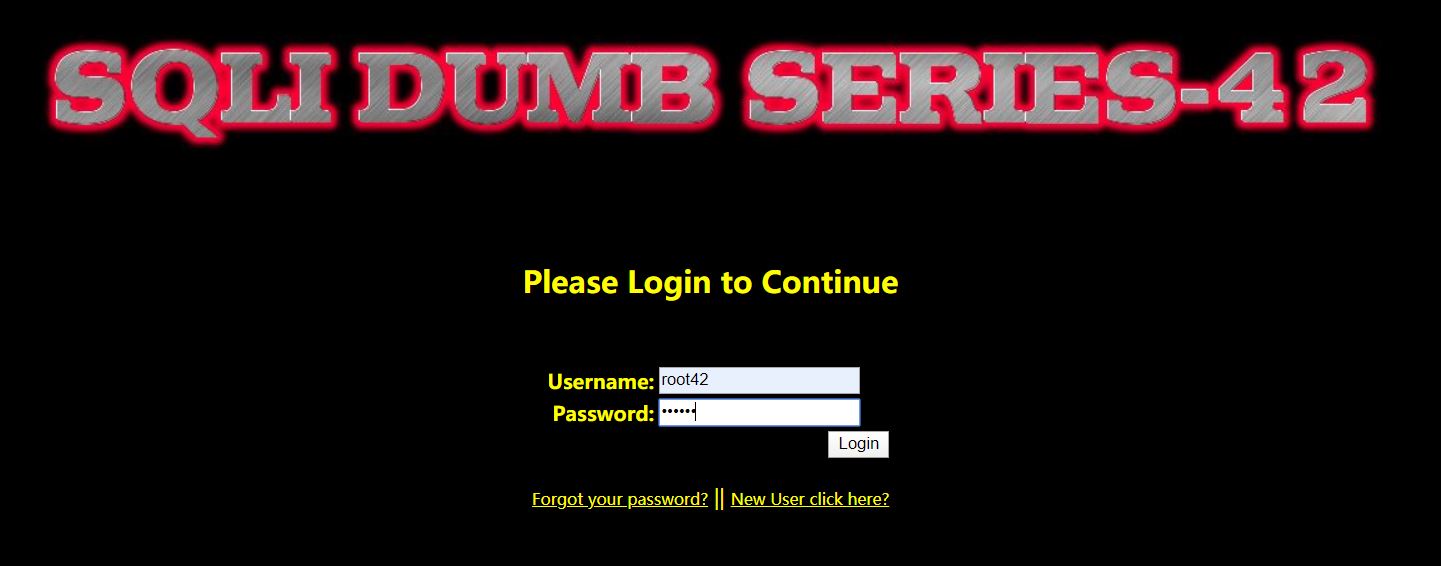 SQLI DUMB SERIES-42
Please Login to Continue
Username: root42
Password: ••••••
Login
Forgot your password? || New User click here?